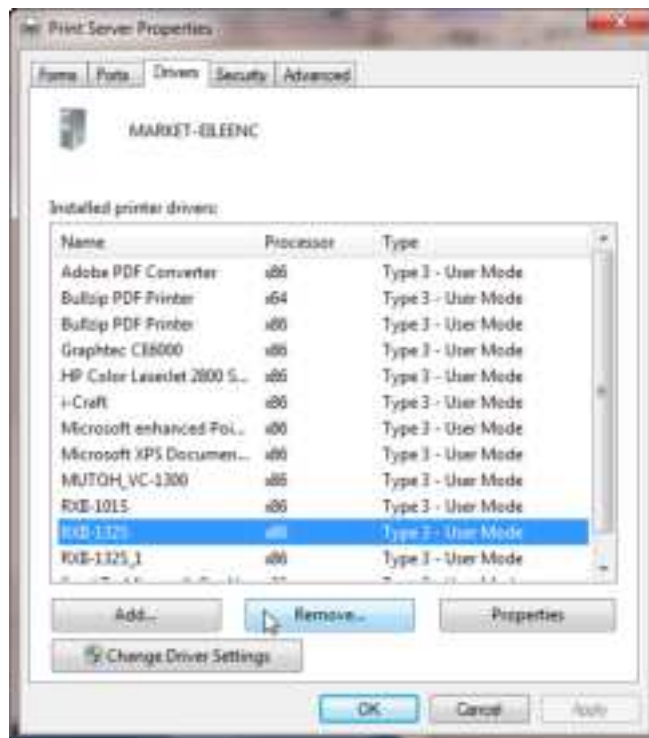 Print Server Properties
Forms Ports Drivers Security Advanced
MARKET-EILEENC
Installed printer drivers:
Name Processor Type
Adobe PDF Converter x86 Type 3 - User Mode
Bullzip PDF Printer x64 Type 3 - User Mode
Bullzip PDF Printer x86 Type 3 - User Mode
Graphtec CE6000 x86 Type 3 - User Mode
HP Color LaserJet 2800 S... x86 Type 3 - User Mode
i-Craft x86 Type 3 - User Mode
Microsoft enhanced Poi... x86 Type 3 - User Mode
Microsoft XPS Documen... x86 Type 3 - User Mode
MUTOH_VC-1300 x86 Type 3 - User Mode
RXII-1015 x86 Type 3 - User Mode
RXII-1325 x86 Type 3 - User Mode
RXII-1325_1 x86 Type 3 - User Mode
Add... Remove... Properties
Change Driver Settings
OK Cancel Apply